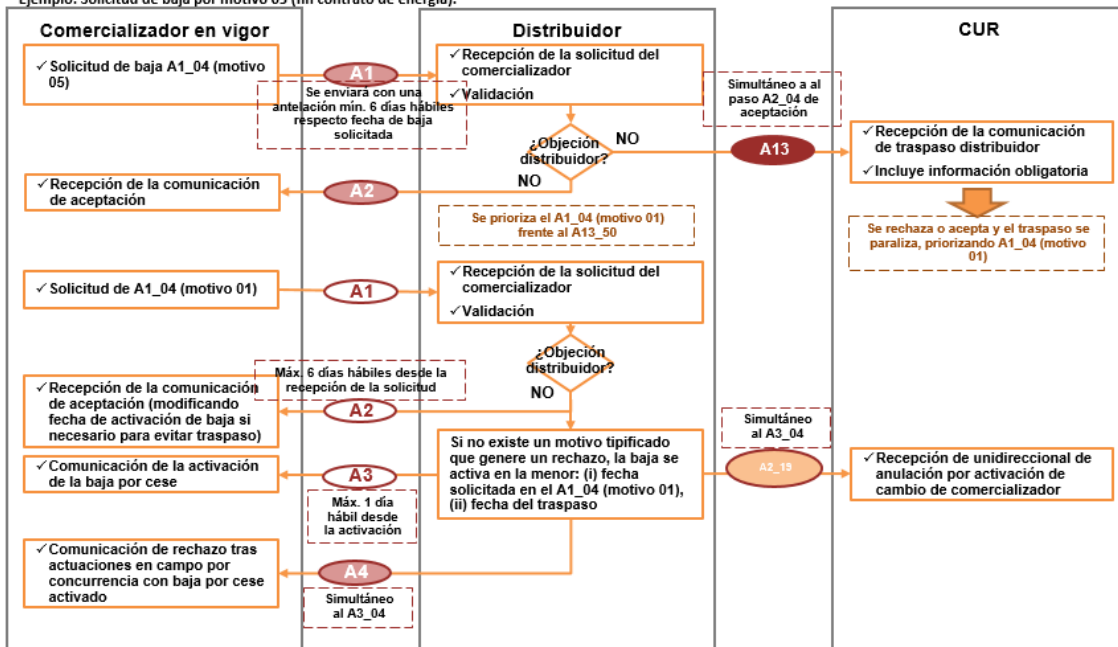 Ejemplo: Solicitud de baja por motivo 05 (fin contrato de energía).
Comercializador en vigor
Distribuidor
CUR
✓ Solicitud de baja A1_04 (motivo
05)
A1
Se enviará con una
antelación mín. 6 días hábiles
respecto fecha de baja
solicitada
✓ Recepción de la solicitud del
comercializador
✓ Validación
Simultáneo a al
paso A2_04 de
aceptación
¿Objeción
distribuidor?
NO
NO
A13
✓ Recepción de la comunicación
de traspaso distribuidor
✓ Incluye información obligatoria
✓ Recepción de la comunicación
de aceptación
A2
Se prioriza el A1_04 (motivo 01)
frente al A13_50
Se rechaza o acepta y el traspaso se
paraliza, priorizando A1_04 (motivo
01)
✓ Solicitud de A1_04 (motivo 01)
A1
✓ Recepción de la solicitud del
comercializador
✓ Validación
¿Objeción
distribuidor?
NO
Máx. 6 días hábiles desde la
recepción de la solicitud
✓ Recepción de la comunicación
de aceptación (modificando
fecha de activación de baja si
necesario para evitar traspaso)
A2
Simultáneo
al A3_04
✓ Comunicación de la activación
de la baja por cese
A3
Máx. 1 día
hábil desde
la activación
Si no existe un motivo tipificado
que genere un rechazo, la baja se
activa en la menor: (i) fecha
solicitada en el A1_04 (motivo 01),
(ii) fecha del traspaso
A2_19
✓ Recepción de unidireccional de
anulación por activación de
cambio de comercializador
✓ Comunicación de rechazo tras
actuaciones en campo por
concurrencia con baja por cese
activado
A4
Simultáneo
al A3_04